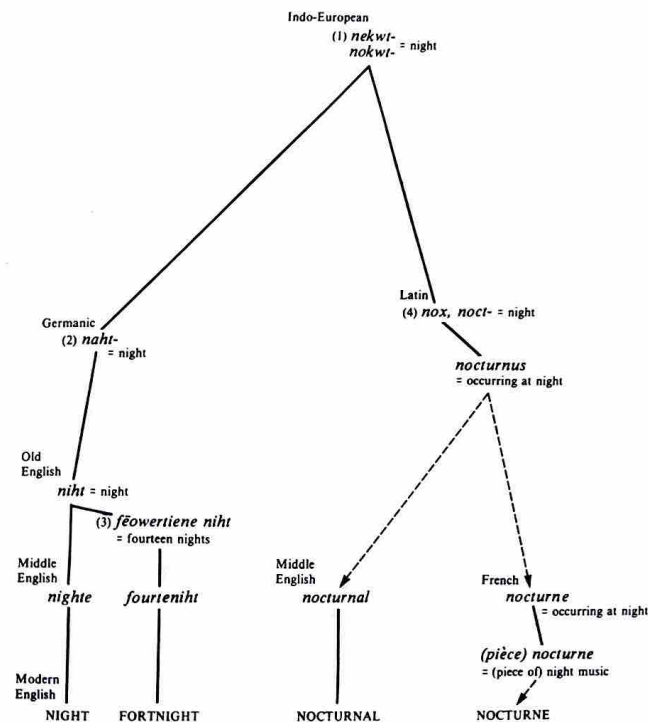 Indo-European
(1) nekwt-
nokwt- = night
Latin
(4) nox, noct- = night
Germanic
(2) naht-
= night
nocturnus
= occurring at night
Old
English
niht = night
(3) fēowertiene niht
= fourteen nights
Middle
English
nighte
fourteniht
Middle
English
nocturnal
French
nocturne
= occurring at night
(pièce) nocturne
= (piece of) night music
Modern
English
NIGHT
FORTNIGHT
NOCTURNAL
NOCTURNE